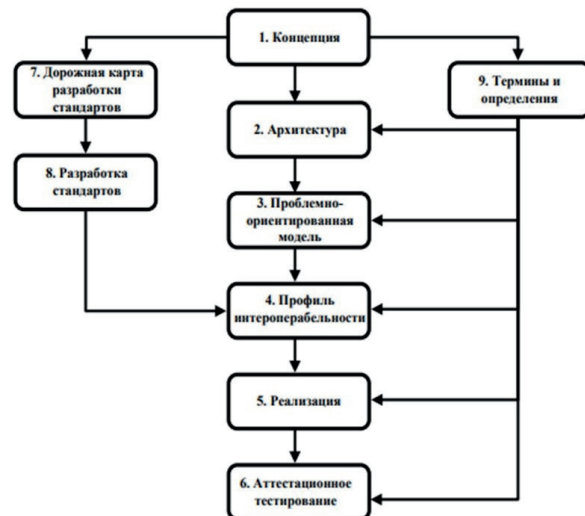 1. Концепция
7. Дорожная карта
разработки
стандартов
9. Термины и
определения
2. Архитектура
8. Разработка
стандартов
3. Проблемно-
ориентированная
модель
4. Профиль
интероперабельности
5. Реализация
6. Аттестационное
тестирование